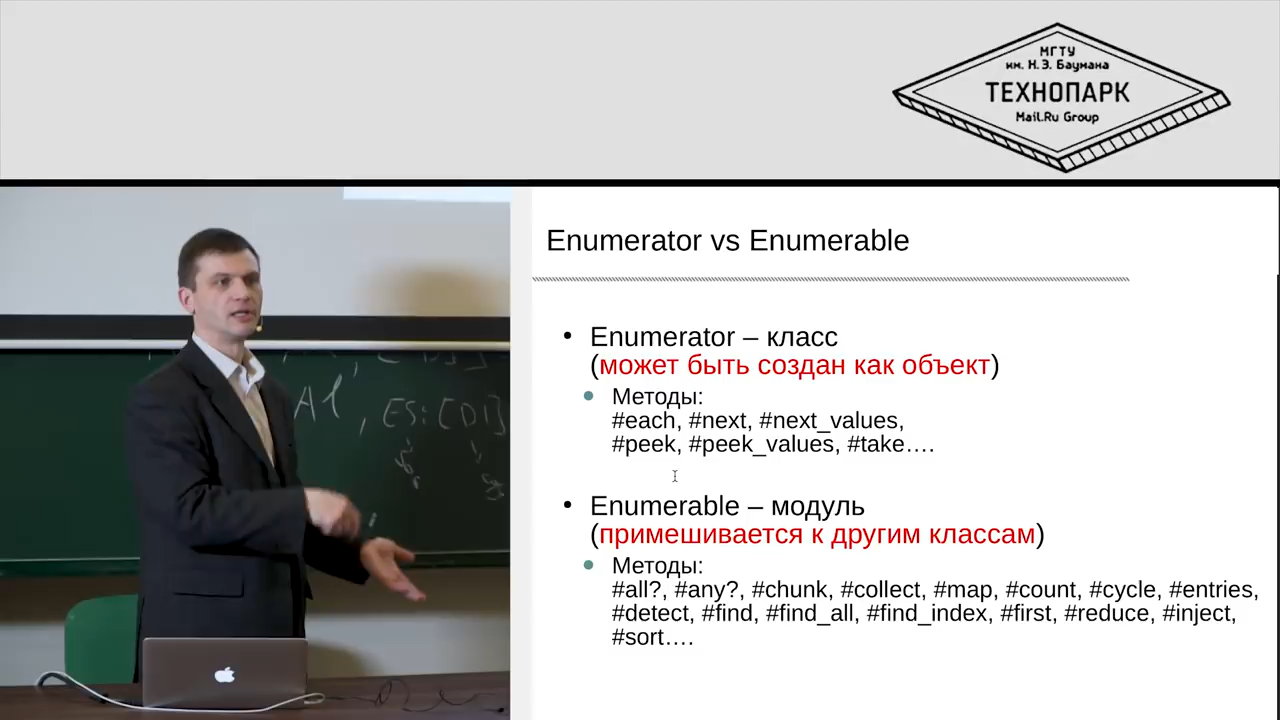 МГТУ
им. Н.Э. Баумана
ТЕХНОПАРК
Mail.Ru Group
Enumerator vs Enumerable
• Enumerator – класс
(может быть создан как объект)
• Методы:
#each, #next, #next_values,
#peek, #peek_values, #take….
• Enumerable – модуль
(примешивается к другим классам)
• Методы:
#all?, #any?, #chunk, #collect, #map, #count, #cycle, #entries,
#detect, #find, #find_all, #find_index, #first, #reduce, #inject,
#sort….